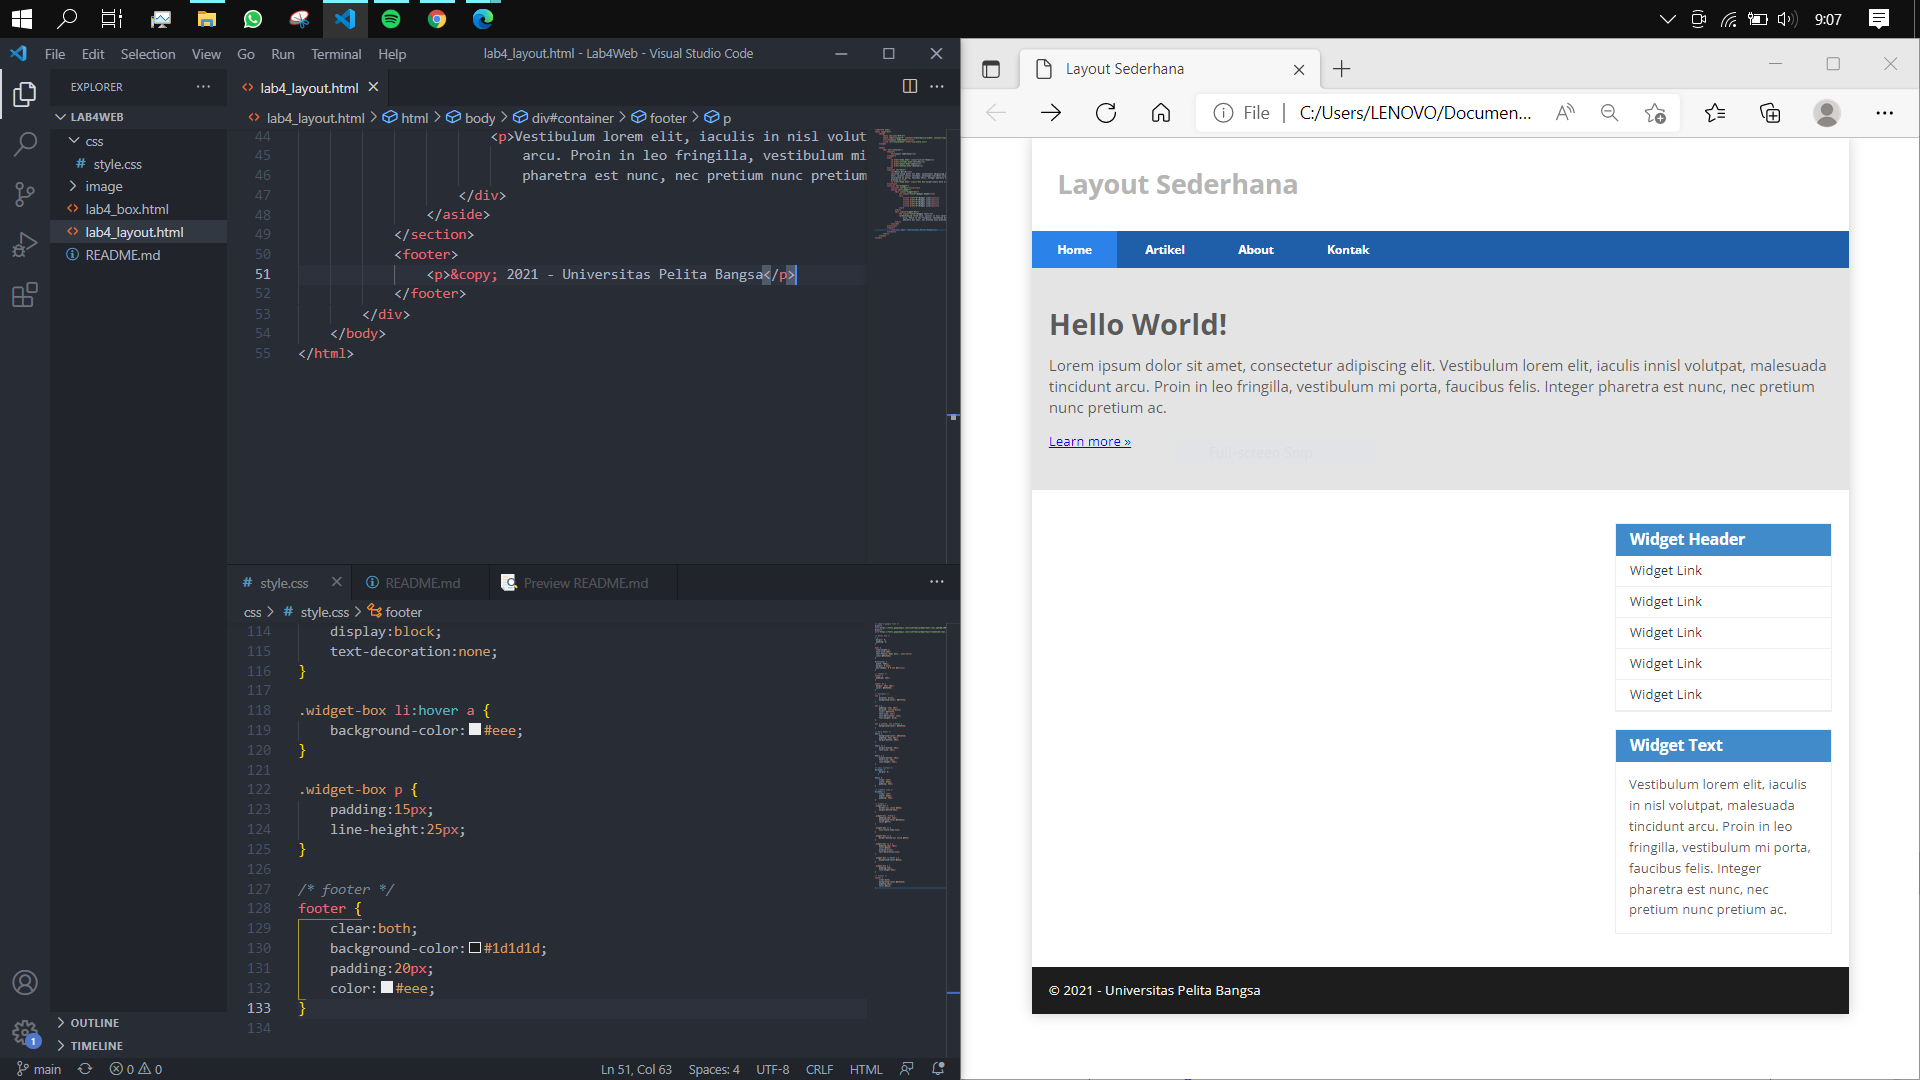 9:07
File Edit Selection View Go Run Terminal Help
lab4_layout.html - Lab4Web - Visual Studio Code
EXPLORER
LAB4WEB
css
# style.css
image
lab4_box.html
lab4_layout.html
README.md
OUTLINE
TIMELINE
lab4_layout.html
lab4_layout.html > html > body > div#container > footer > p
44 <p>Vestibulum lorem elit, iaculis in nisl volut
45 arcu. Proin in leo fringilla, vestibulum mi
46 pharetra est nunc, nec pretium nunc pretium
47 </div>
48 </aside>
49 </section>
50 <footer>
51 <p>&copy; 2021 - Universitas Pelita Bangsa</p>
52 </footer>
53 </div>
54 </body>
55 </html>
# style.css README.md Preview README.md
css > # style.css > footer
114 display:block;
115 text-decoration:none;
116 }
117
118 .widget-box li:hover a {
119 background-color:#eee;
120 }
121
122 .widget-box p {
123 padding:15px;
124 line-height:25px;
125 }
126
127 /* footer */
128 footer {
129 clear:both;
130 background-color:#1d1d1d;
131 padding:20px;
132 color:#eee;
133 }
134
1
main 0 0 Ln 51, Col 63 Spaces: 4 UTF-8 CRLF HTML
Layout Sederhana
File | C:/Users/LENOVO/Documen...
Layout Sederhana
Home Artikel About Kontak
Hello World!
Lorem ipsum dolor sit amet, consectetur adipiscing elit. Vestibulum lorem elit, iaculis innisl volutpat, malesuada
tincidunt arcu. Proin in leo fringilla, vestibulum mi porta, faucibus felis. Integer pharetra est nunc, nec pretium
nunc pretium ac.
Learn more »
Full-screen Snip
Widget Header
Widget Link
Widget Link
Widget Link
Widget Link
Widget Link
Widget Text
Vestibulum lorem elit, iaculis
in nisl volutpat, malesuada
tincidunt arcu. Proin in leo
fringilla, vestibulum mi porta,
faucibus felis. Integer
pharetra est nunc, nec
pretium nunc pretium ac.
© 2021 - Universitas Pelita Bangsa